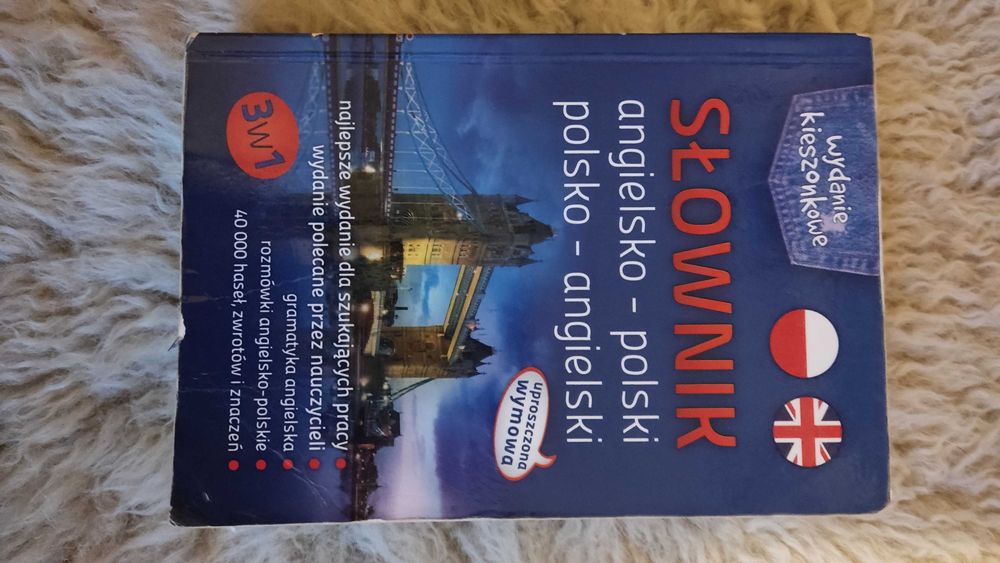 wydanie
kieszonkowe
SŁOWNIK
angielsko - polski
polsko - angielski
uproszczona
wymowa
najlepsze wydanie dla szukających pracy
wydanie polecane przez nauczycieli
gramatyka angielska
rozmówki angielsko-polskie
40 000 haseł, zwrotów i znaczeń
3w1